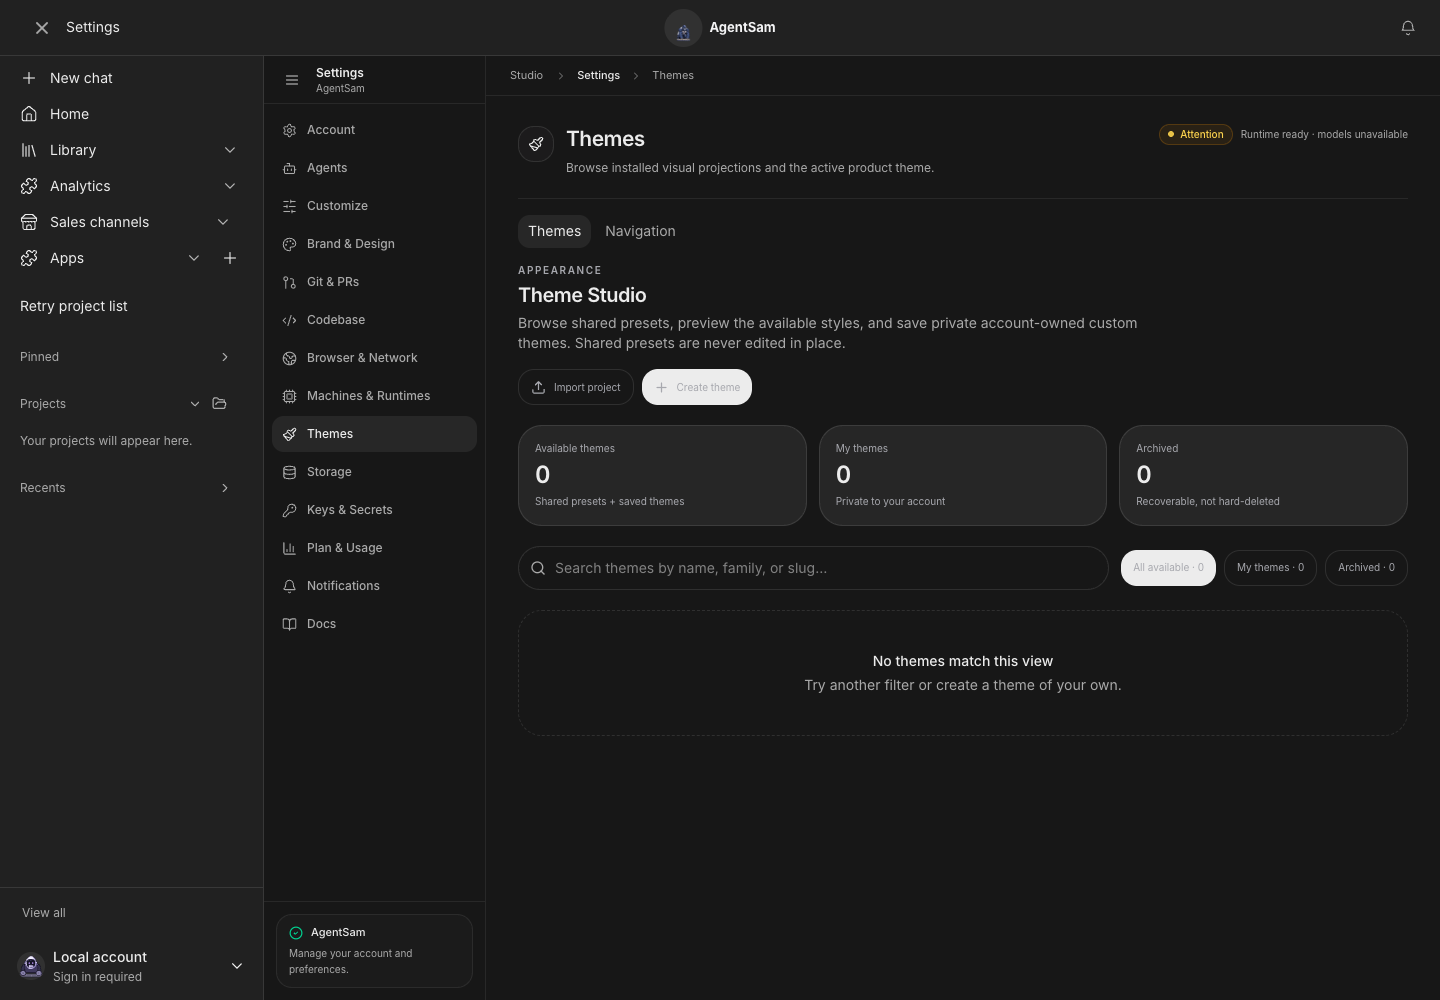 Settings
AgentSam
New chat
Home
Library
Analytics
Sales channels
Apps
Retry project list
Pinned
Projects
Your projects will appear here.
Recents
View all
Local account
Sign in required
Settings
AgentSam
Account
Agents
Customize
Brand & Design
Git & PRs
Codebase
Browser & Network
Machines & Runtimes
Themes
Storage
Keys & Secrets
Plan & Usage
Notifications
Docs
AgentSam
Manage your account and
preferences.
Studio Settings Themes
Themes
Browse installed visual projections and the active product theme.
Attention Runtime ready · models unavailable
Themes Navigation
APPEARANCE
Theme Studio
Browse shared presets, preview the available styles, and save private account-owned custom
themes. Shared presets are never edited in place.
Import project Create theme
Available themes
0
Shared presets + saved themes
My themes
0
Private to your account
Archived
0
Recoverable, not hard-deleted
Search themes by name, family, or slug...
All available · 0 My themes · 0 Archived · 0
No themes match this view
Try another filter or create a theme of your own.